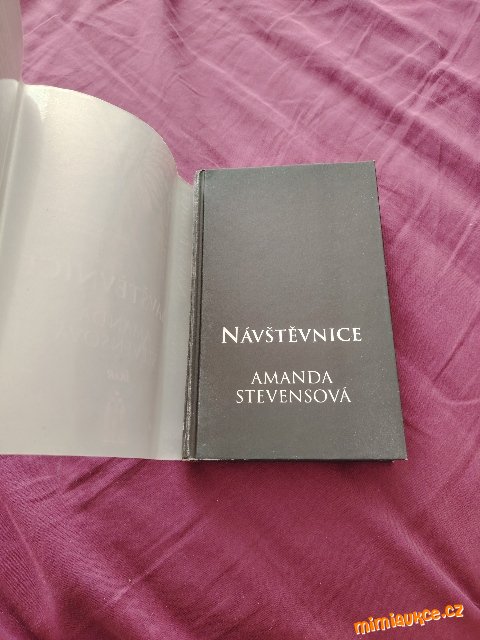 NÁVŠTĚVNICE
AMANDA
STEVENSOVÁ
mimiaukce.cz